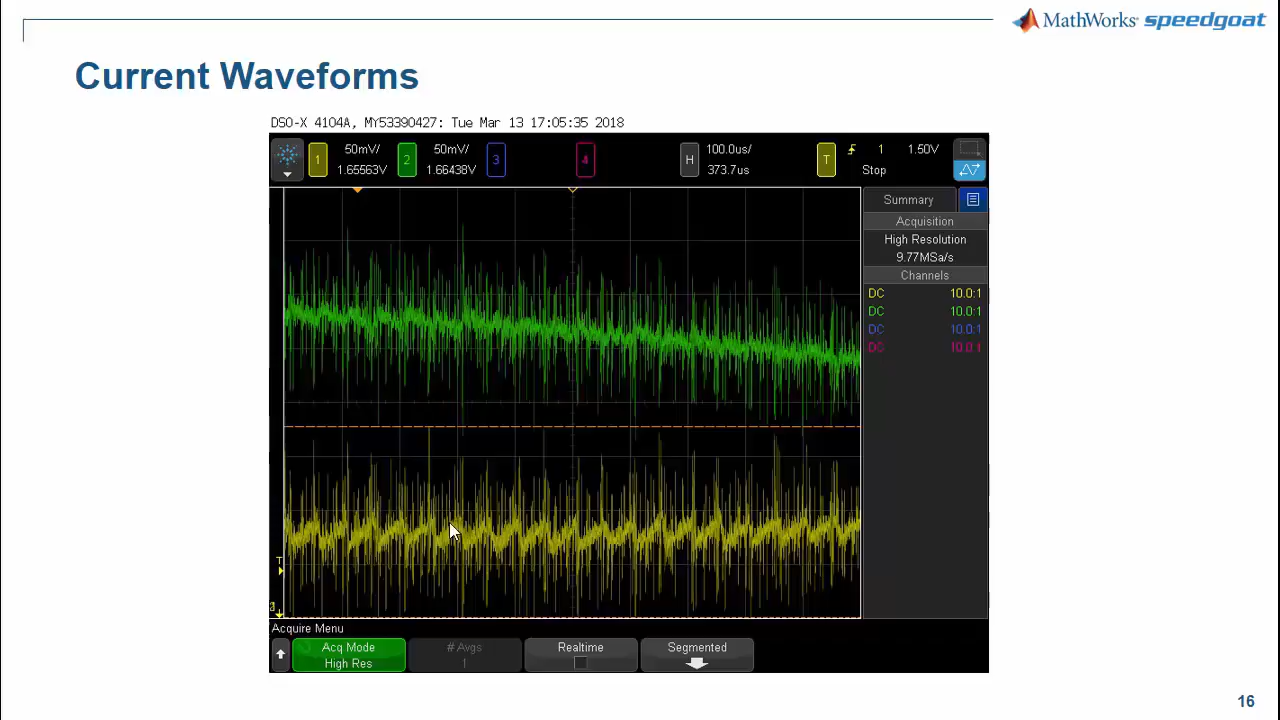 MathWorks® speedgoat
Current Waveforms
DSO-X 4104A, MY53390427: Tue Mar 13 17:05:35 2018
1 50mV/ 2 50mV/ 3 4 H 100.0us/ T 1 1.50V
1.65563V 1.66438V 373.7us Stop
Summary
Acquisition
High Resolution
9.77MSa/s
Channels
DC 10.0:1
DC 10.0:1
DC 10.0:1
DC 10.0:1
T
Acquire Menu
Acq Mode # Avgs Realtime Segmented
High Res 1
16